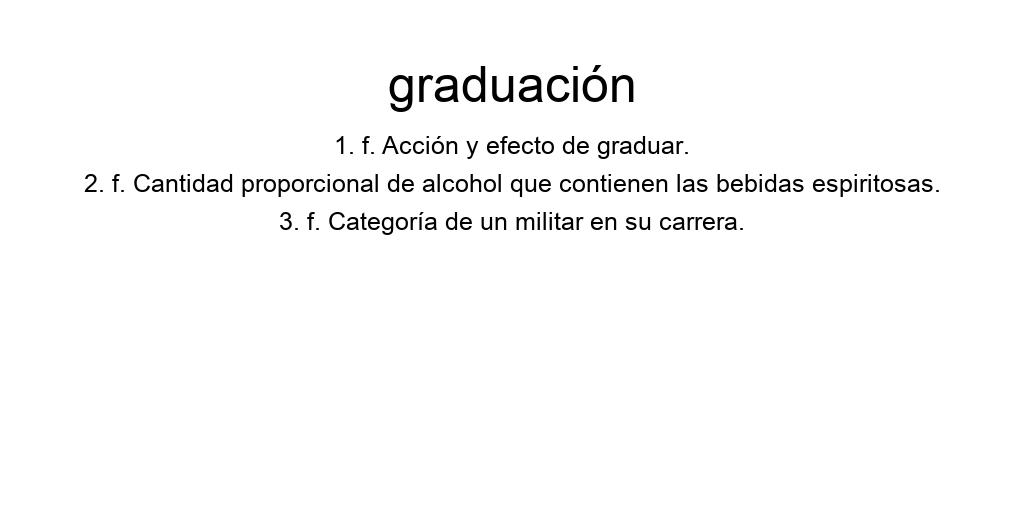 graduación
1. f. Acción y efecto de graduar.
2. f. Cantidad proporcional de alcohol que contienen las bebidas espiritosas.
3. f. Categoría de un militar en su carrera.